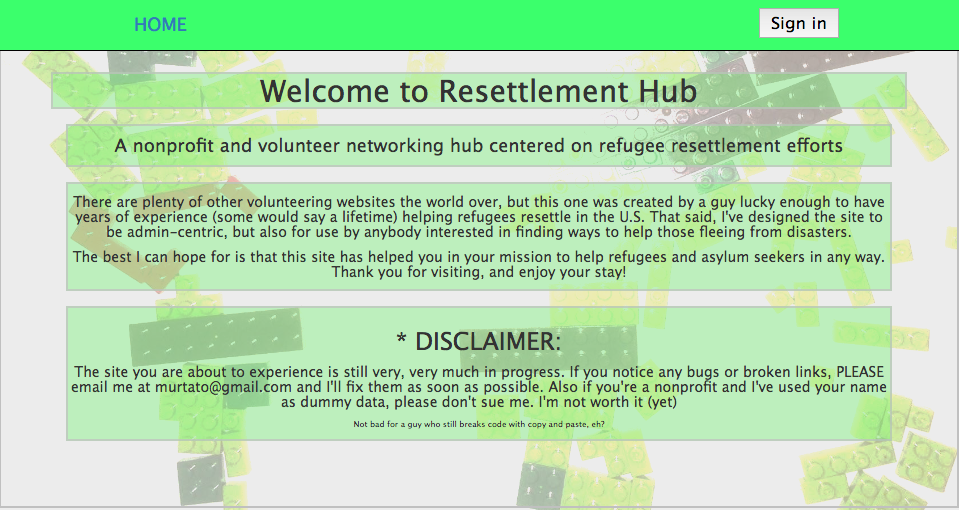 HOME
Sign in
Welcome to Resettlement Hub
A nonprofit and volunteer networking hub centered on refugee resettlement efforts
There are plenty of other volunteering websites the world over, but this one was created by a guy lucky enough to have
years of experience (some would say a lifetime) helping refugees resettle in the U.S. That said, I've designed the site to
be admin-centric, but also for use by anybody interested in finding ways to help those fleeing from disasters.
The best I can hope for is that this site has helped you in your mission to help refugees and asylum seekers in any way.
Thank you for visiting, and enjoy your stay!
* DISCLAIMER:
The site you are about to experience is still very, very much in progress. If you notice any bugs or broken links, PLEASE
email me at murtato@gmail.com and I'll fix them as soon as possible. Also if you're a nonprofit and I've used your name
as dummy data, please don't sue me. I'm not worth it (yet)
Not bad for a guy who still breaks code with copy and paste, eh?